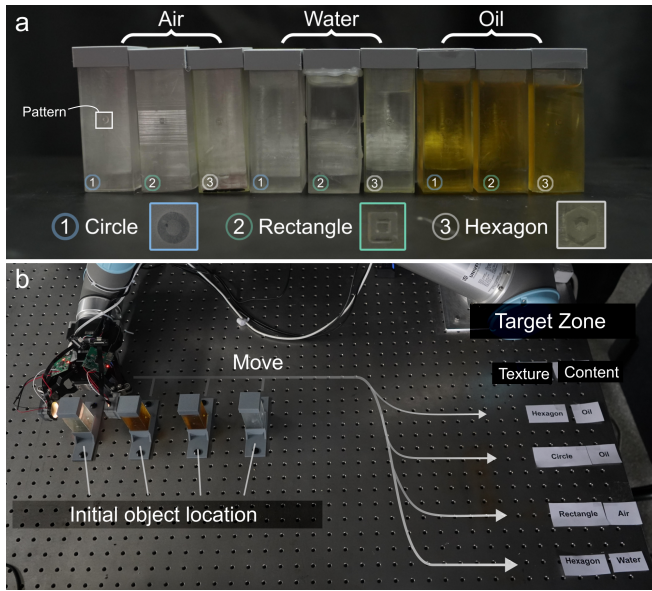 a
Air
Water
Oil
Pattern
1 2 3 1 2 3 1 2 3
1 Circle
2 Rectangle
3 Hexagon
b
Target Zone
Move
Texture Content
Hexagon Oil
Circle Oil
Initial object location
Rectangle Air
Hexagon Water